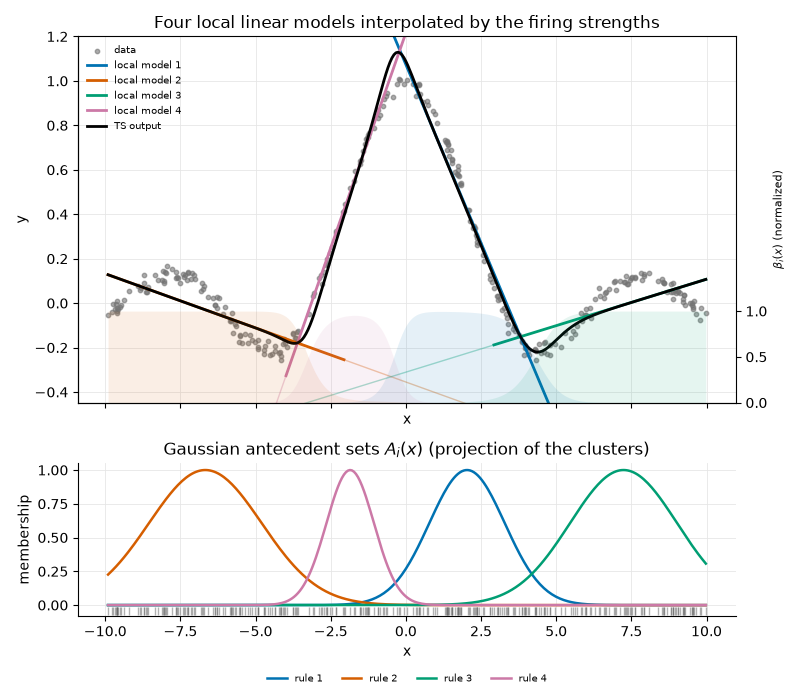 Four local linear models interpolated by the firing strengths
1.2
1.0
0.8
0.6
0.4
0.2
0.0
−0.2
−0.4
y
data
local model 1
local model 2
local model 3
local model 4
TS output
1.0
0.5
0.0
βᵢ(x) (normalized)
x
Gaussian antecedent sets Aᵢ(x) (projection of the clusters)
1.00
0.75
0.50
0.25
0.00
membership
−10.0 −7.5 −5.0 −2.5 0.0 2.5 5.0 7.5 10.0
x
rule 1 rule 2 rule 3 rule 4